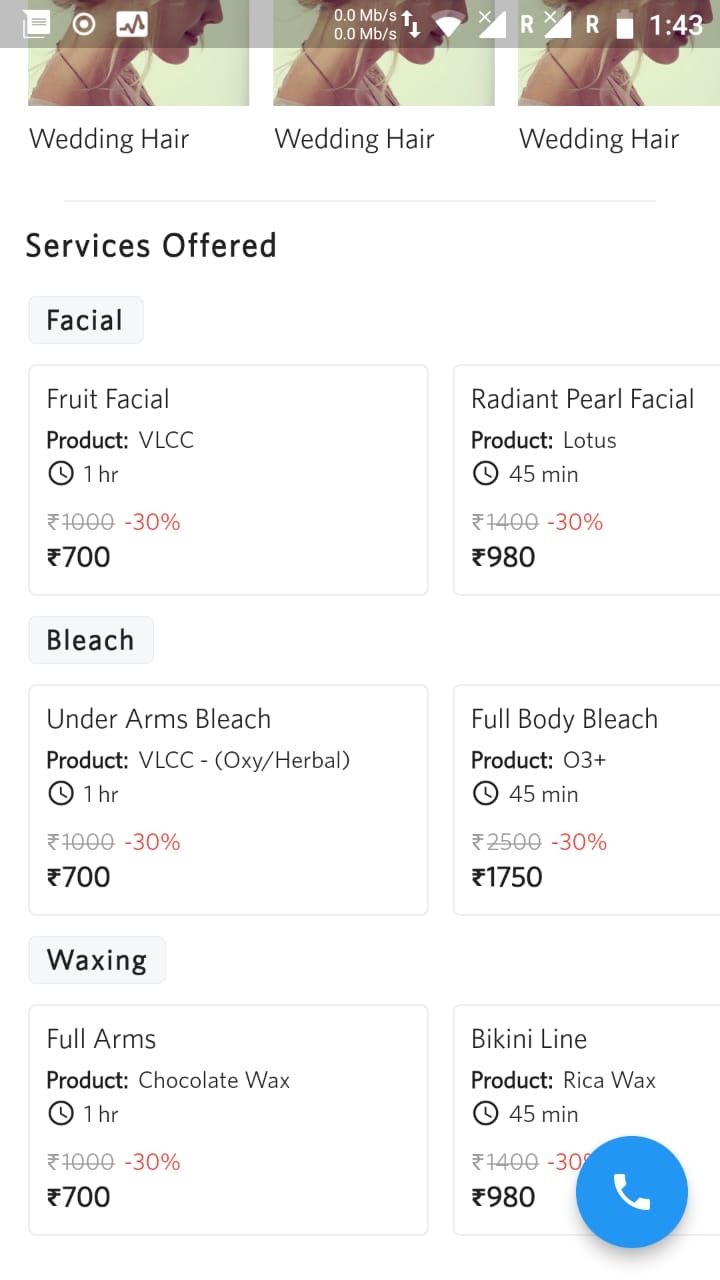 0.0 Mb/s
0.0 Mb/s
R R 1:43
Wedding Hair Wedding Hair Wedding Hair
Services Offered
Facial
Fruit Facial
Product: VLCC
1 hr
₹1000 -30%
₹700
Radiant Pearl Facial
Product: Lotus
45 min
₹1400 -30%
₹980
Bleach
Under Arms Bleach
Product: VLCC - (Oxy/Herbal)
1 hr
₹1000 -30%
₹700
Full Body Bleach
Product: O3+
45 min
₹2500 -30%
₹1750
Waxing
Full Arms
Product: Chocolate Wax
1 hr
₹1000 -30%
₹700
Bikini Line
Product: Rica Wax
45 min
₹1400 -30%
₹980